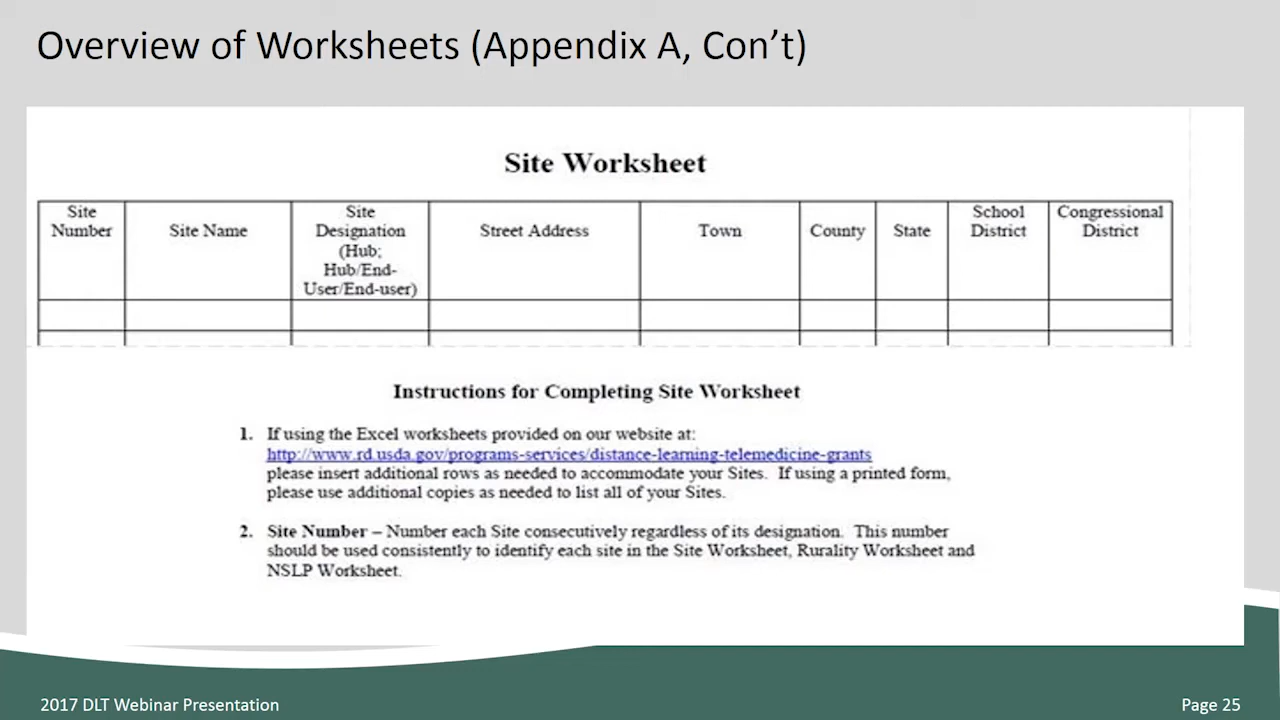 Overview of Worksheets (Appendix A, Con’t)
Site Worksheet
Site Number
Site Name
Site Designation (Hub; Hub/End-User/End-user)
Street Address
Town
County
State
School District
Congressional District
Instructions for Completing Site Worksheet
1. If using the Excel worksheets provided on our website at:
http://www.rd.usda.gov/programs-services/distance-learning-telemedicine-grants
please insert additional rows as needed to accommodate your Sites. If using a printed form,
please use additional copies as needed to list all of your Sites.
2. Site Number – Number each Site consecutively regardless of its designation. This number
should be used consistently to identify each site in the Site Worksheet, Rurality Worksheet and
NSLP Worksheet.
2017 DLT Webinar Presentation
Page 25